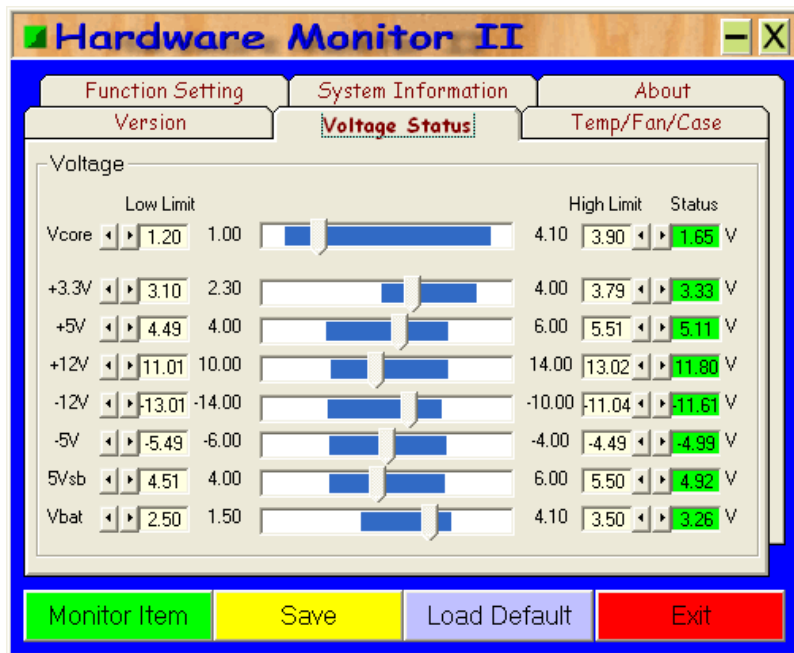 Hardware Monitor II
Function Setting System Information About
Version Voltage Status Temp/Fan/Case
Voltage
Low Limit High Limit Status
Vcore 1.20 1.00 4.10 3.90 1.65 V
+3.3V 3.10 2.30 4.00 3.79 3.33 V
+5V 4.49 4.00 6.00 5.51 5.11 V
+12V 11.01 10.00 14.00 13.02 11.80 V
-12V -13.01 -14.00 -10.00 -11.04 -11.61 V
-5V -5.49 -6.00 -4.00 -4.49 -4.99 V
5Vsb 4.51 4.00 6.00 5.50 4.92 V
Vbat 2.50 1.50 4.10 3.50 3.26 V
Monitor Item Save Load Default Exit